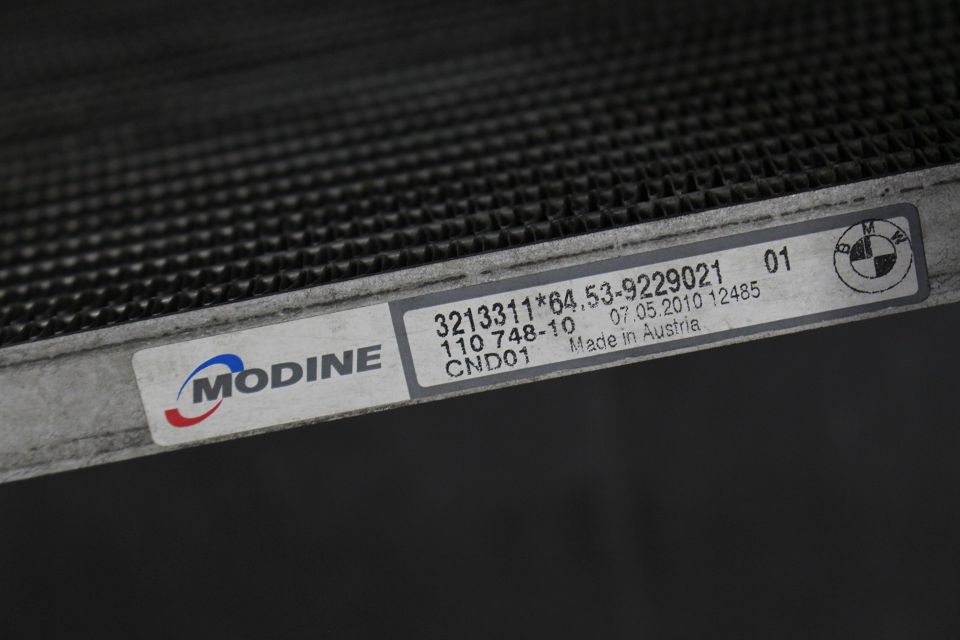 MODINE
3213311*64.53-9229021 01
110 748-10 07.05.2010 12485
CND01 Made in Austria
BMW